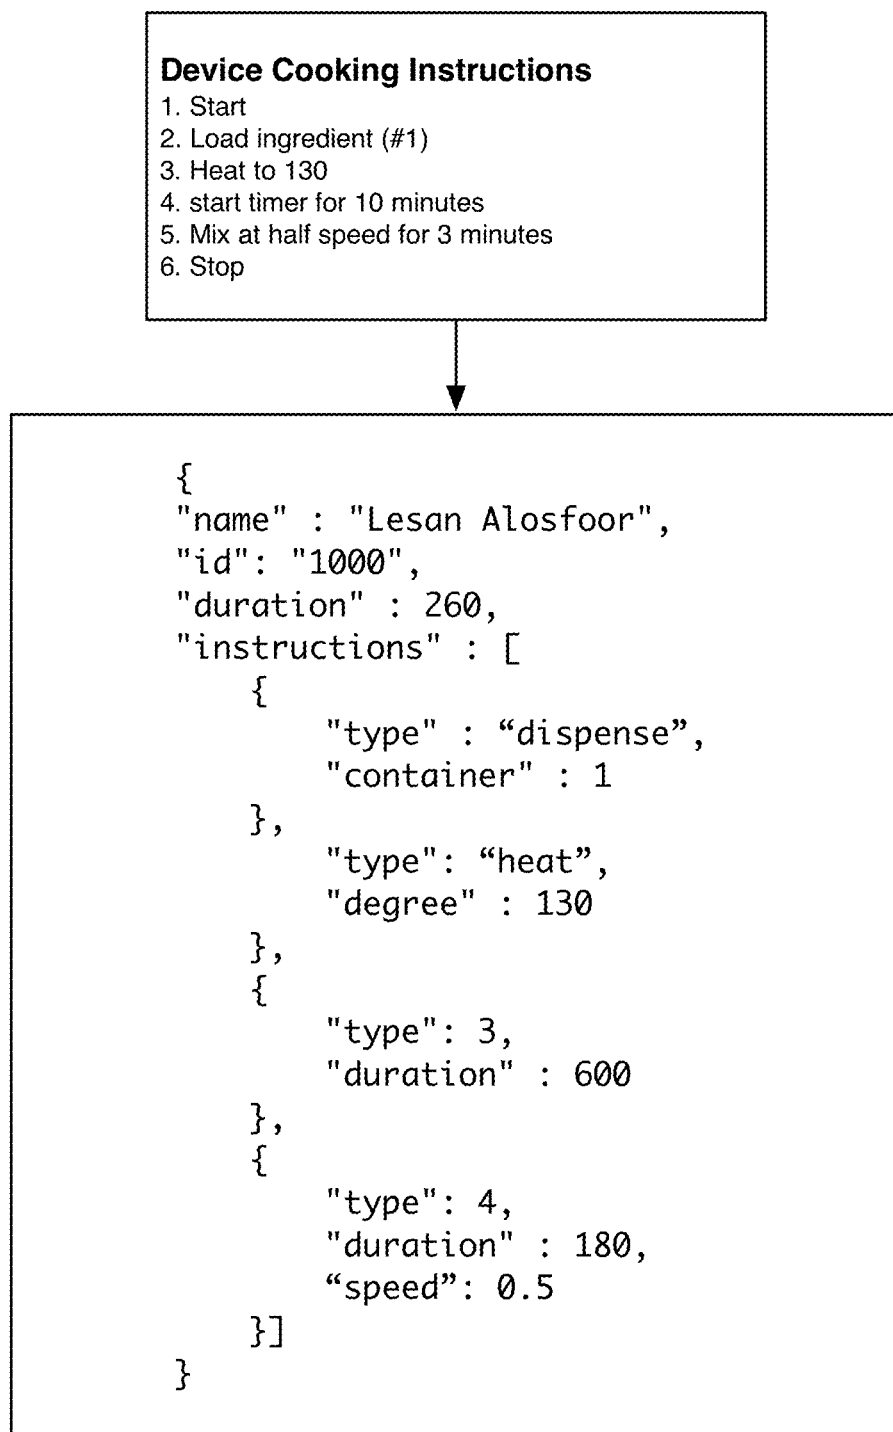 Device Cooking Instructions
1. Start
2. Load ingredient (#1)
3. Heat to 130
4. start timer for 10 minutes
5. Mix at half speed for 3 minutes
6. Stop
{
"name" : "Lesan Alosfoor",
"id": "1000",
"duration" : 260,
"instructions" : [
{
"type" : “dispense”,
"container" : 1
},
"type": “heat”,
"degree" : 130
},
{
"type": 3,
"duration" : 600
},
{
"type": 4,
"duration" : 180,
“speed”: 0.5
}]
}